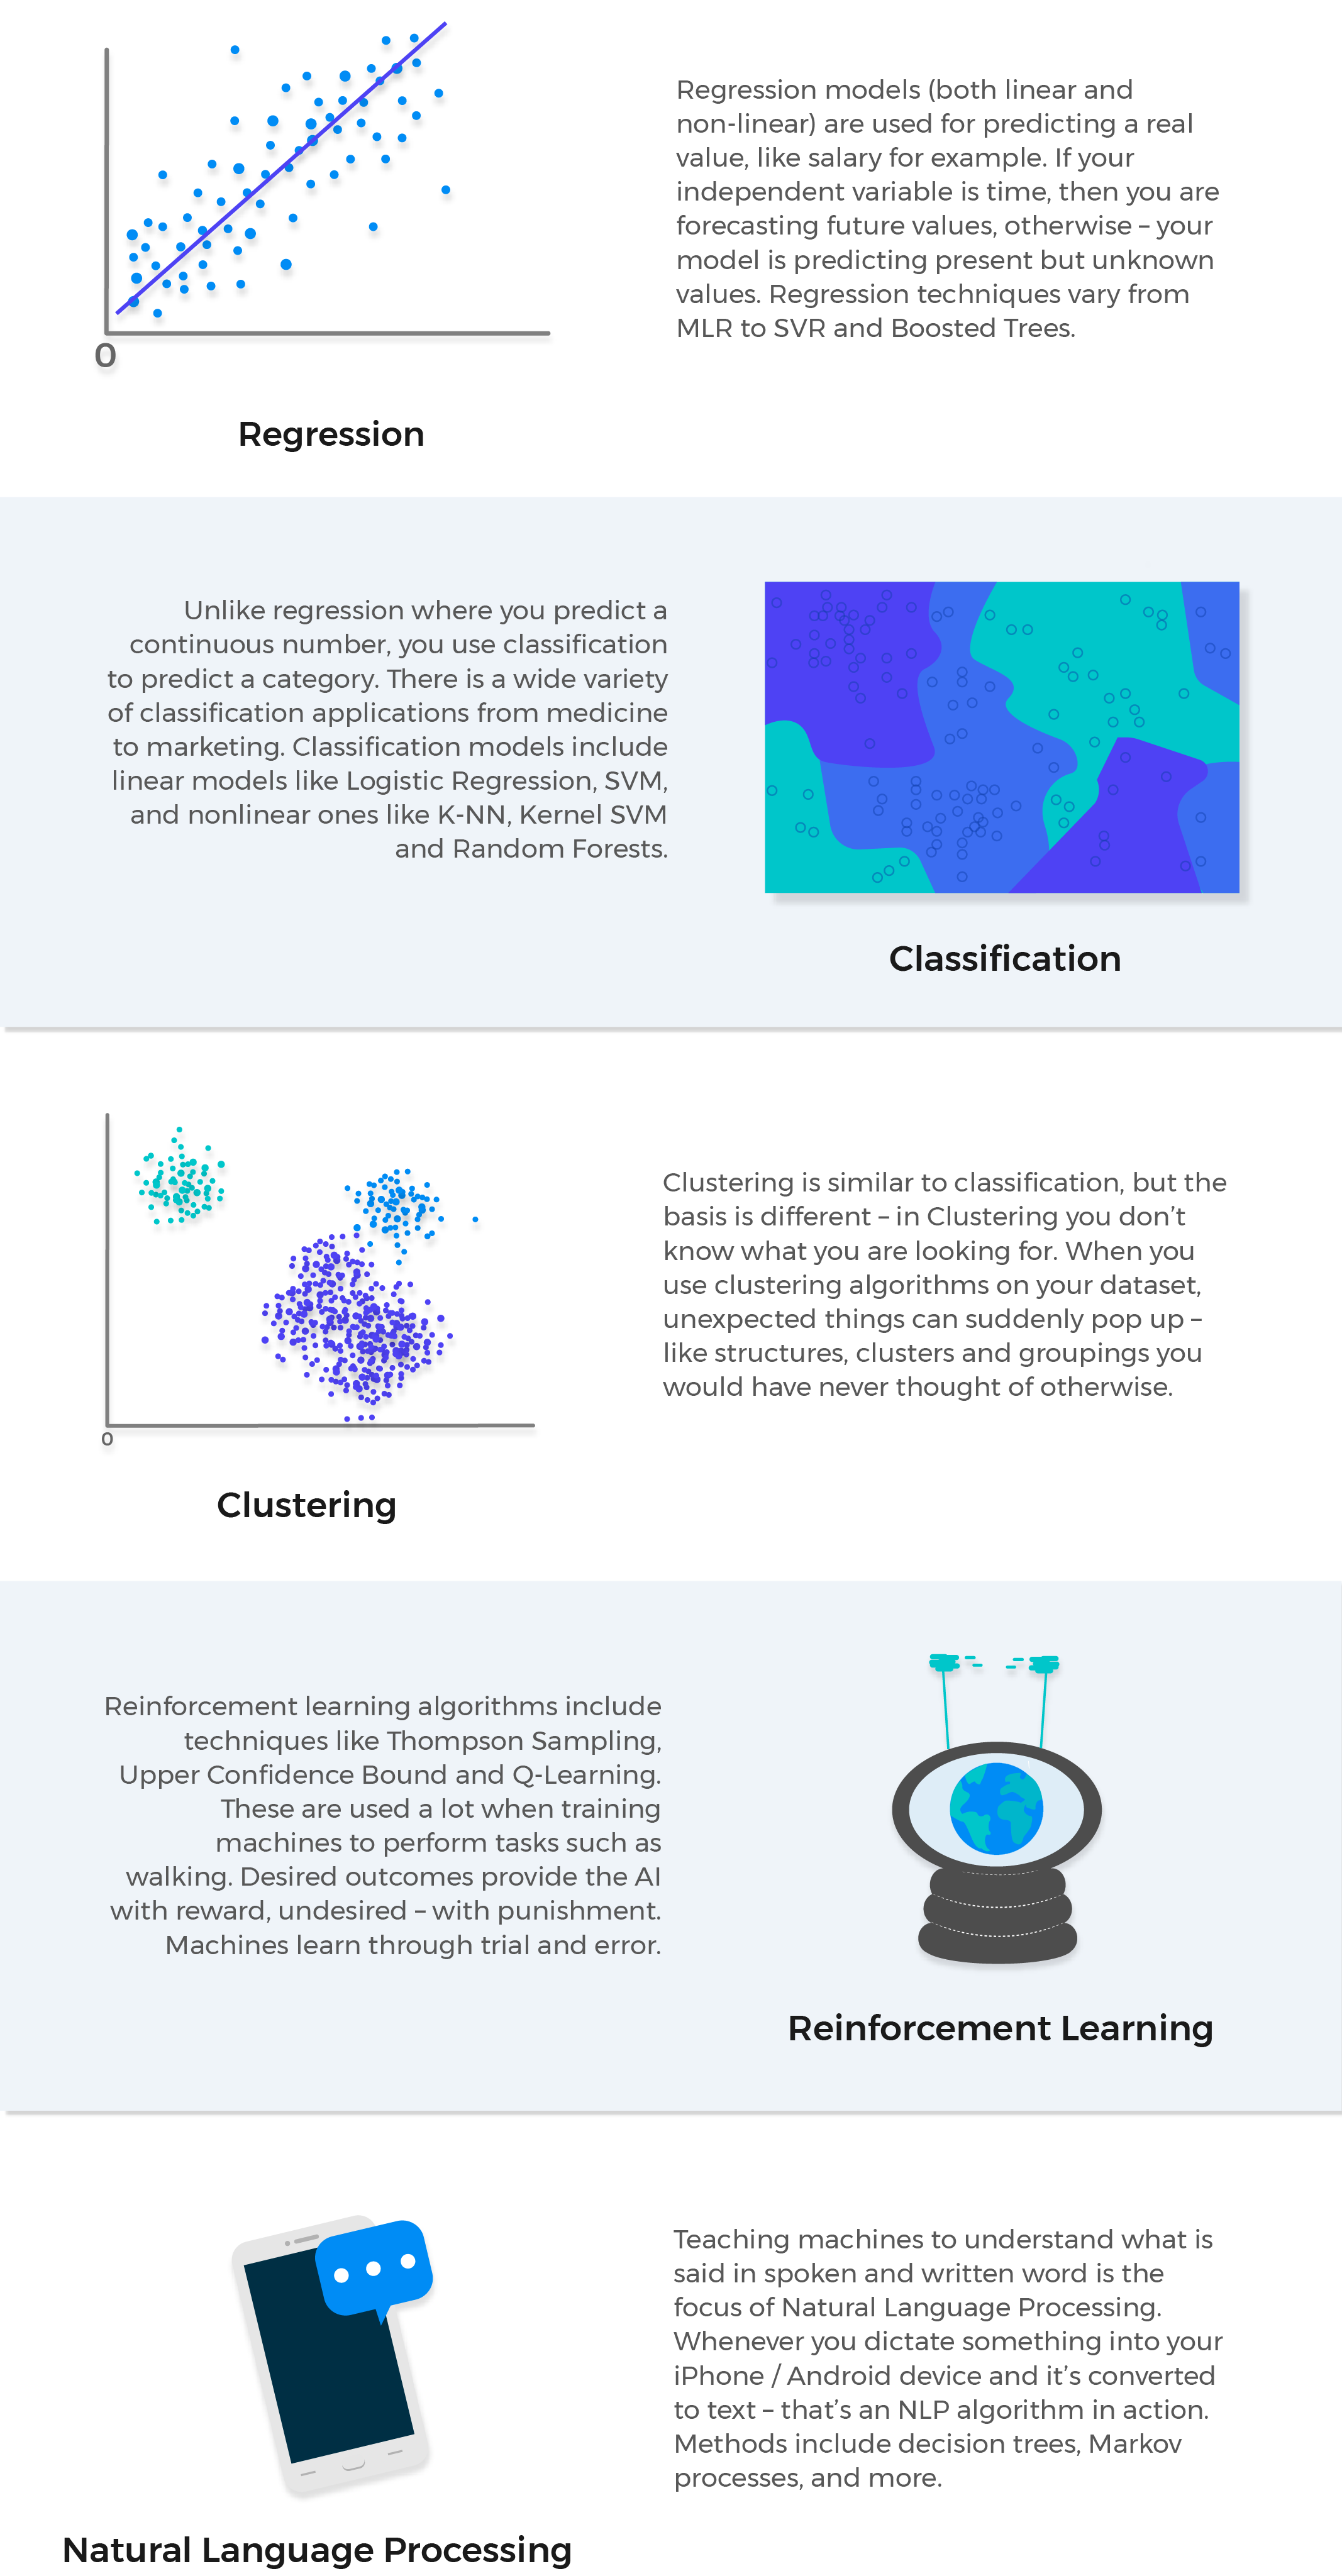 Regression models (both linear and
non-linear) are used for predicting a real
value, like salary for example. If your
independent variable is time, then you are
forecasting future values, otherwise – your
model is predicting present but unknown
values. Regression techniques vary from
MLR to SVR and Boosted Trees.
0
Regression
Unlike regression where you predict a
continuous number, you use classification
to predict a category. There is a wide variety
of classification applications from medicine
to marketing. Classification models include
linear models like Logistic Regression, SVM,
and nonlinear ones like K-NN, Kernel SVM
and Random Forests.
Classification
Clustering is similar to classification, but the
basis is different – in Clustering you don’t
know what you are looking for. When you
use clustering algorithms on your dataset,
unexpected things can suddenly pop up –
like structures, clusters and groupings you
would have never thought of otherwise.
0
Clustering
Reinforcement learning algorithms include
techniques like Thompson Sampling,
Upper Confidence Bound and Q-Learning.
These are used a lot when training
machines to perform tasks such as
walking. Desired outcomes provide the AI
with reward, undesired – with punishment.
Machines learn through trial and error.
Reinforcement Learning
Teaching machines to understand what is
said in spoken and written word is the
focus of Natural Language Processing.
Whenever you dictate something into your
iPhone / Android device and it’s converted
to text – that’s an NLP algorithm in action.
Methods include decision trees, Markov
processes, and more.
Natural Language Processing